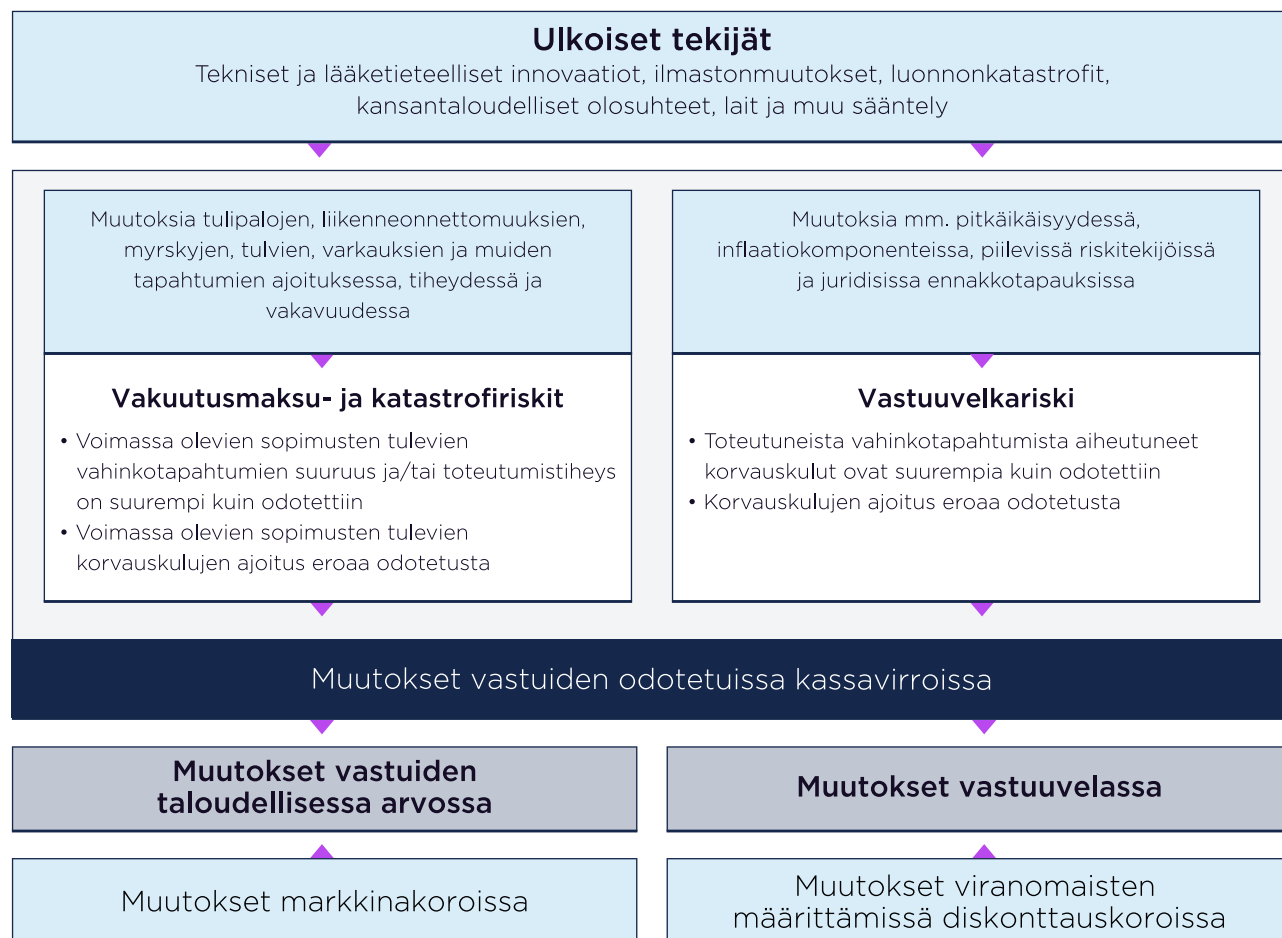 Ulkoiset tekijät
Tekniset ja lääketieteelliset innovaatiot, ilmastonmuutokset, luonnonkatastrofit,
kansantaloudelliset olosuhteet, lait ja muu sääntely
Muutoksia tulipalojen, liikenneonnettomuuksien,
myrskyjen, tulvien, varkauksien ja muiden
tapahtumien ajoituksessa, tiheydessä ja
vakavuudessa
Vakuutusmaksu- ja katastrofiriskit
• Voimassa olevien sopimusten tulevien
vahinkotapahtumien suuruus ja/tai toteutumistiheys
on suurempi kuin odotettiin
• Voimassa olevien sopimusten tulevien
korvauskulujen ajoitus eroaa odotetusta
Muutoksia mm. pitkäikäisyydessä,
inflaatiokomponenteissa, piilevissä riskitekijöissä
ja juridisissa ennakkotapauksissa
Vastuuvelkariski
• Toteutuneista vahinkotapahtumista aiheutuneet
korvauskulut ovat suurempia kuin odotettiin
• Korvauskulujen ajoitus eroaa odotetusta
Muutokset vastuiden odotetuissa kassavirroissa
Muutokset vastuiden
taloudellisessa arvossa
Muutokset vastuuvelassa
Muutokset markkinakoroissa
Muutokset viranomaisten
määrittämissä diskonttauskoroissa